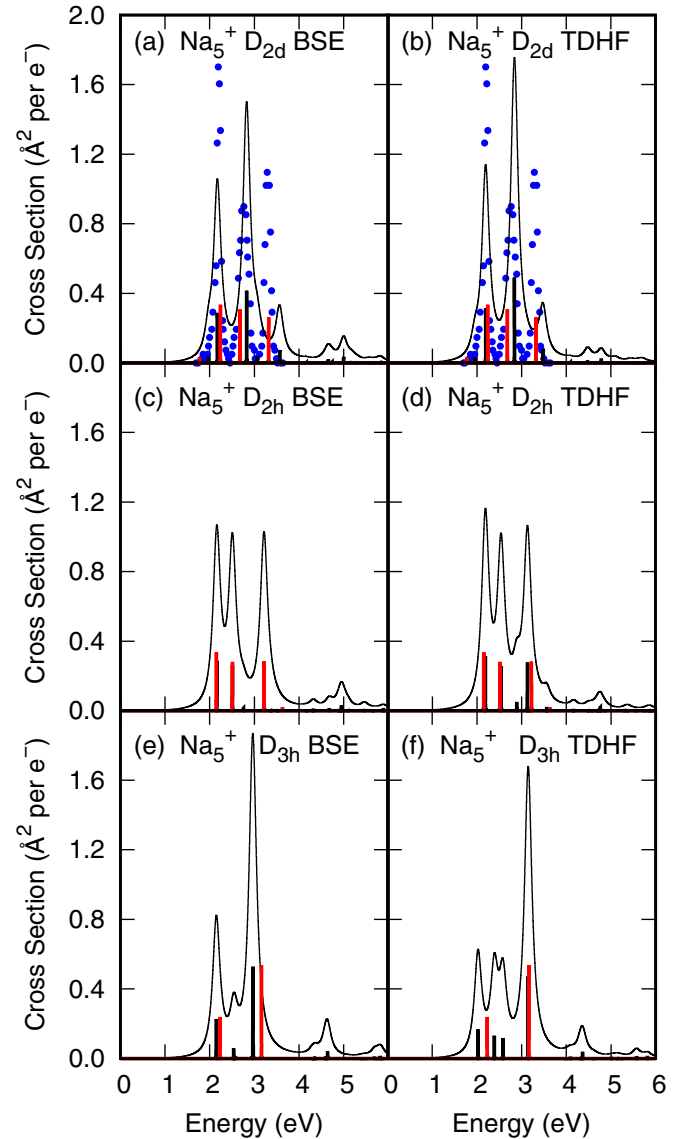 2.0
(a) Na5+ D2d BSE
(b) Na5+ D2d TDHF
1.6
1.2
0.8
0.4
0.0
Cross Section (Å2 per e−)
(c) Na5+ D2h BSE
(d) Na5+ D2h TDHF
1.6
1.2
0.8
0.4
0.0
Cross Section (Å2 per e−)
(e) Na5+ D3h BSE
(f) Na5+ D3h TDHF
1.6
1.2
0.8
0.4
0.0
Cross Section (Å2 per e−)
0 1 2 3 4 5 0 1 2 3 4 5 6
Energy (eV) Energy (eV)